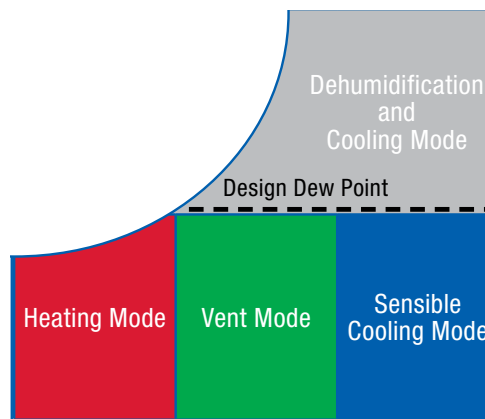 Dehumidification
and
Cooling Mode
Design Dew Point
Heating Mode
Vent Mode
Sensible
Cooling Mode